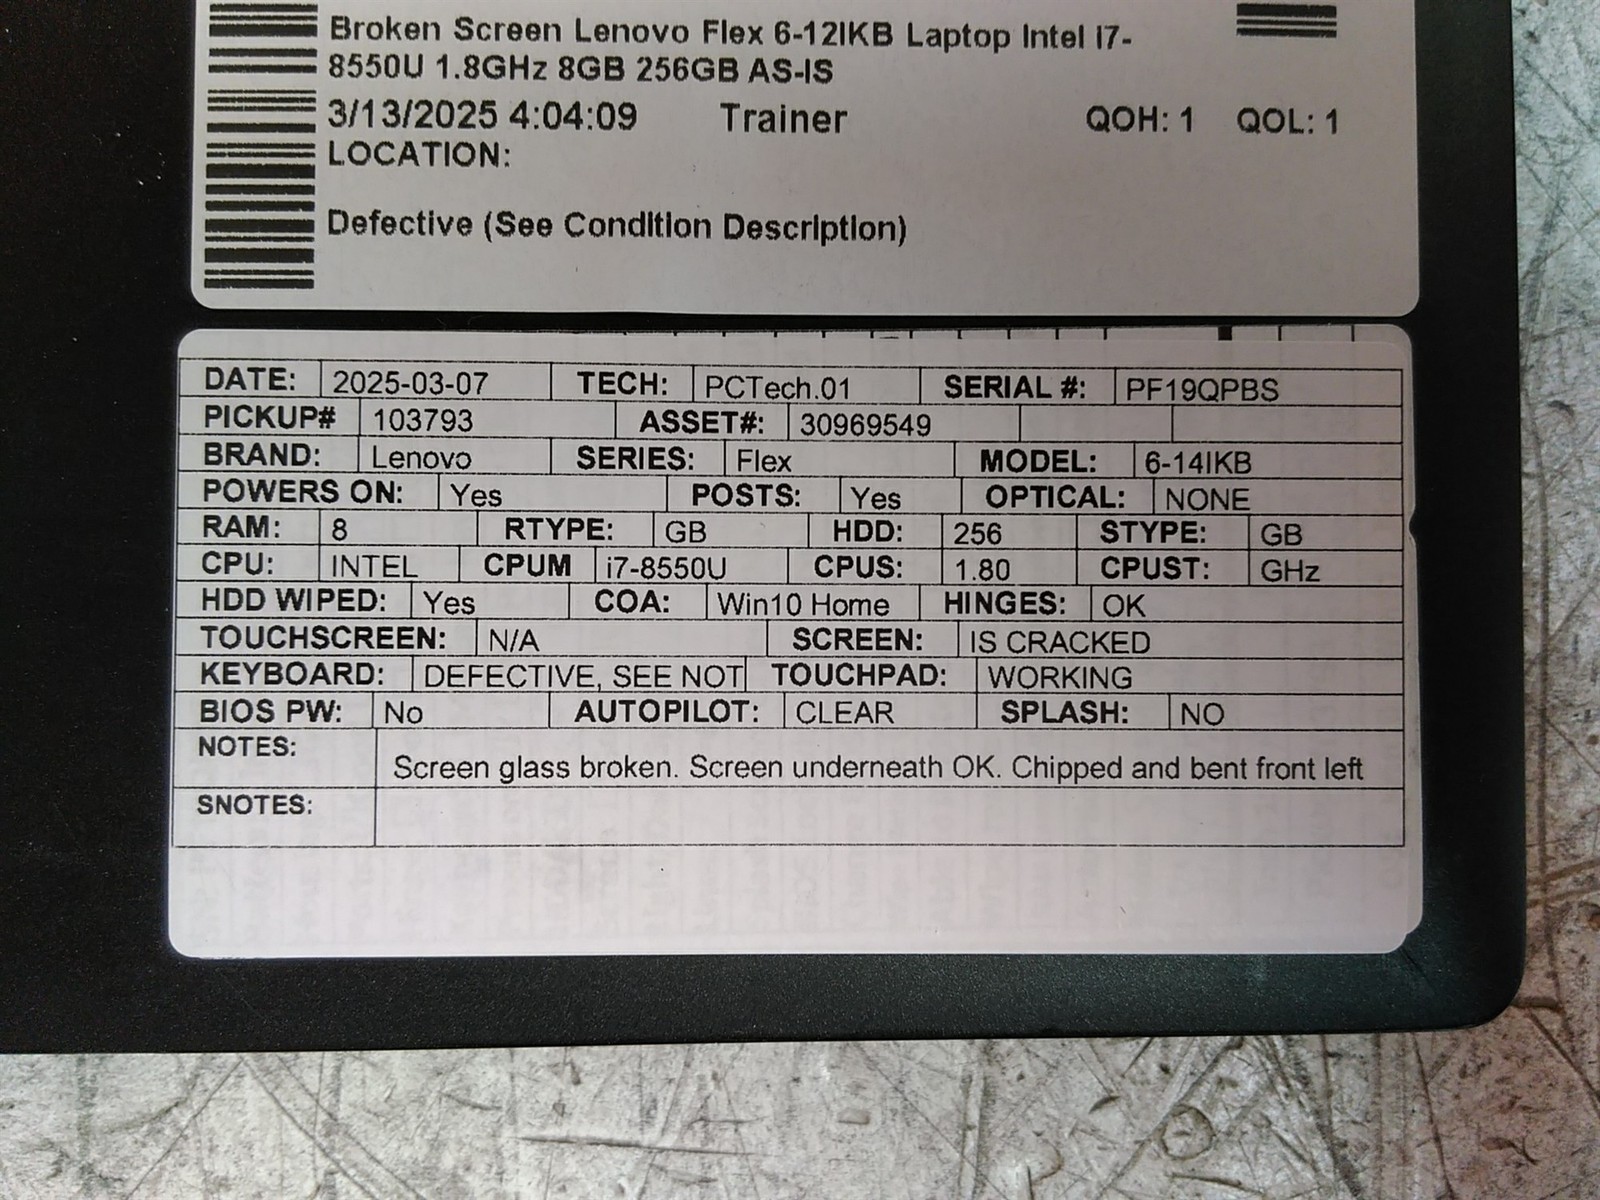 Broken Screen Lenovo Flex 6-12IKB Laptop Intel i7-
8550U 1.8GHz 8GB 256GB AS-IS
3/13/2025 4:04:09 Trainer QOH: 1 QOL: 1
LOCATION:
Defective (See Condition Description)
DATE: 2025-03-07 TECH: PCTech.01 SERIAL #: PF19QPBS
PICKUP# 103793 ASSET#: 30969549
BRAND: Lenovo SERIES: Flex MODEL: 6-14IKB
POWERS ON: Yes POSTS: Yes OPTICAL: NONE
RAM: 8 RTYPE: GB HDD: 256 STYPE: GB
CPU: INTEL CPUM i7-8550U CPUS: 1.80 CPUST: GHz
HDD WIPED: Yes COA: Win10 Home HINGES: OK
TOUCHSCREEN: N/A SCREEN: IS CRACKED
KEYBOARD: DEFECTIVE, SEE NOT TOUCHPAD: WORKING
BIOS PW: No AUTOPILOT: CLEAR SPLASH: NO
NOTES: Screen glass broken. Screen underneath OK. Chipped and bent front left
SNOTES: